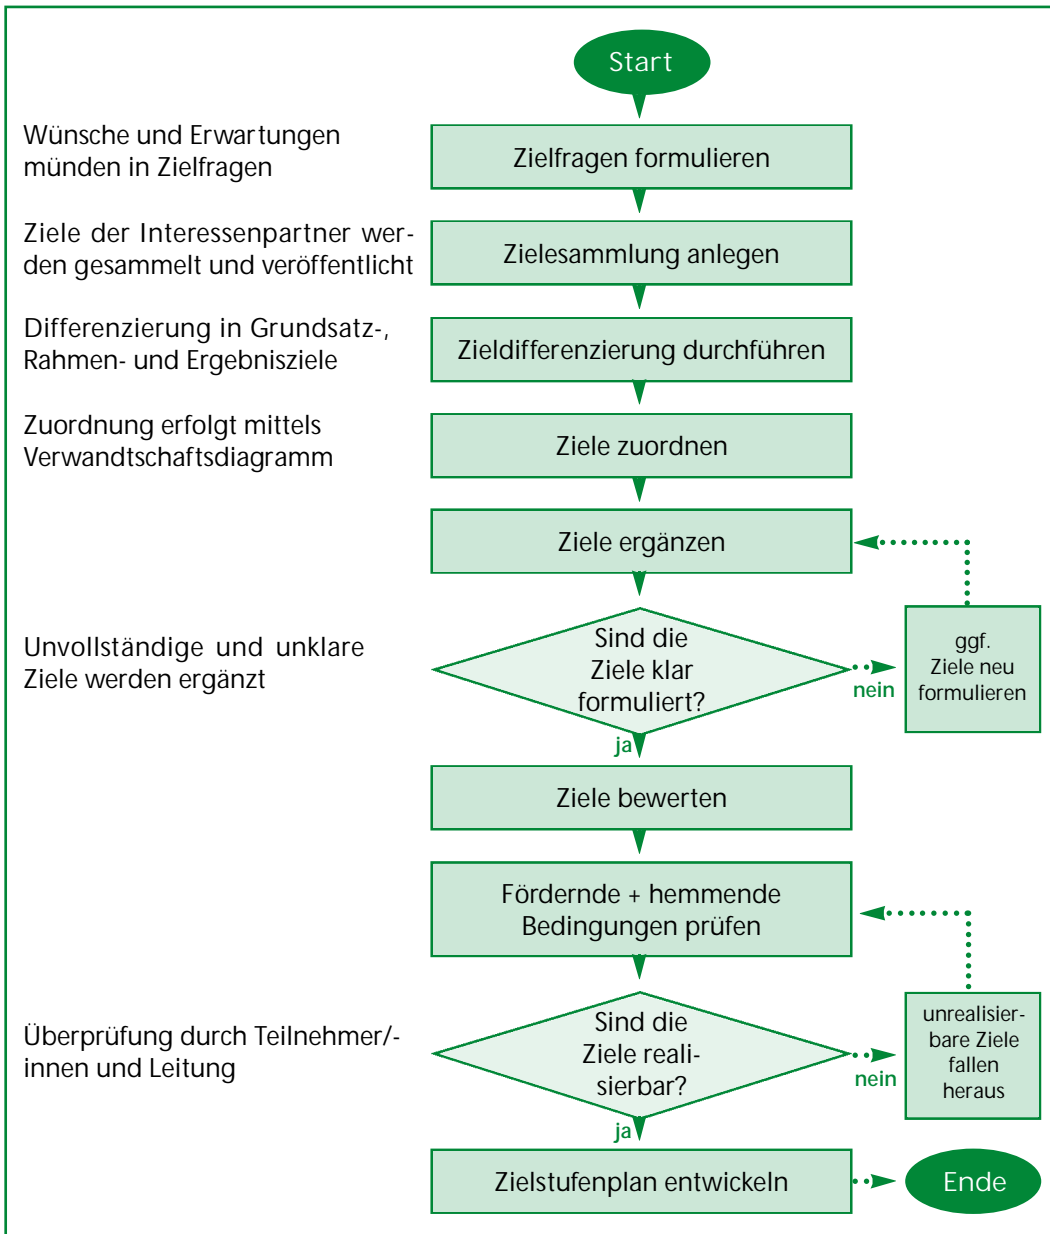 Start
Wünsche und Erwartungen
münden in Zielfragen
Zielfragen formulieren
Ziele der Interessenpartner wer-
den gesammelt und veröffentlicht
Zielesammlung anlegen
Differenzierung in Grundsatz-,
Rahmen- und Ergebnisziele
Zieldifferenzierung durchführen
Zuordnung erfolgt mittels
Verwandtschaftsdiagramm
Ziele zuordnen
Ziele ergänzen
Unvollständige und unklare
Ziele werden ergänzt
Sind die
Ziele klar
formuliert?
nein
ggf.
Ziele neu
formulieren
ja
Ziele bewerten
Fördernde + hemmende
Bedingungen prüfen
Überprüfung durch Teilnehmer/-
innen und Leitung
Sind die
Ziele reali-
sierbar?
nein
unrealisier-
bare Ziele
fallen
heraus
ja
Zielstufenplan entwickeln
Ende